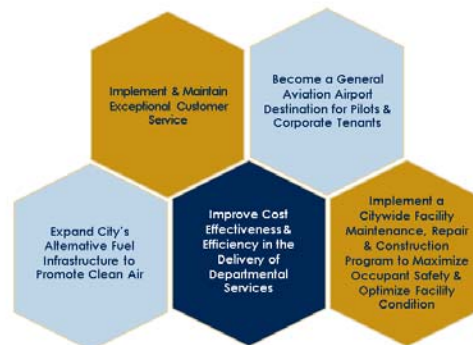 Implement & Maintain
Exceptional Customer
Service
Become a General
Aviation Airport
Destination for Pilots &
Corporate Tenants
Expand City's
Alternative Fuel
Infrastructure to
Promote Clean Air
Improve Cost
Effectiveness &
Efficiency in the
Delivery of
Departmental
Services
Implement a
Citywide Facility
Maintenance, Repair
& Construction
Program to Maximize
Occupant Safety &
Optimize Facility
Condition